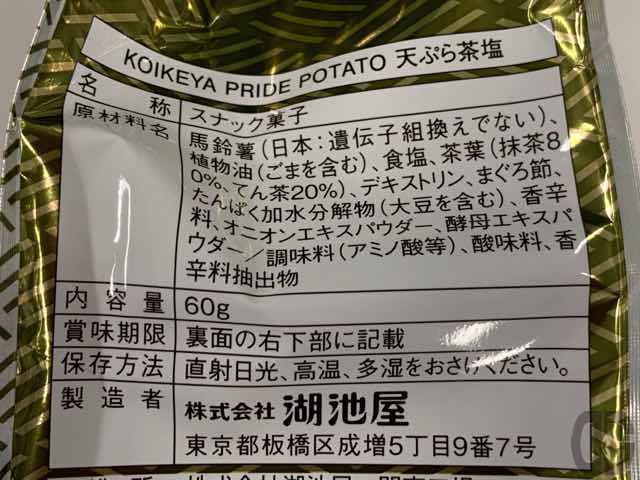 KOIKEYA PRIDE POTATO 天ぷら茶塩
名 称 スナック菓子
原材料名 馬鈴薯(日本:遺伝子組換えでない)、
植物油(ごまを含む)、食塩、茶葉(抹茶8
0%、てん茶20%)、デキストリン、まぐろ節、
たんぱく加水分解物(大豆を含む)、香辛
料、オニオンエキスパウダー、酵母エキスパ
ウダー/調味料(アミノ酸等)、酸味料、香
辛料抽出物
内容量 60g
賞味期限 裏面の右下部に記載
保存方法 直射日光、高温、多湿をおさけください。
製造者 株式会社 湖池屋
東京都板橋区成増5丁目9番7号